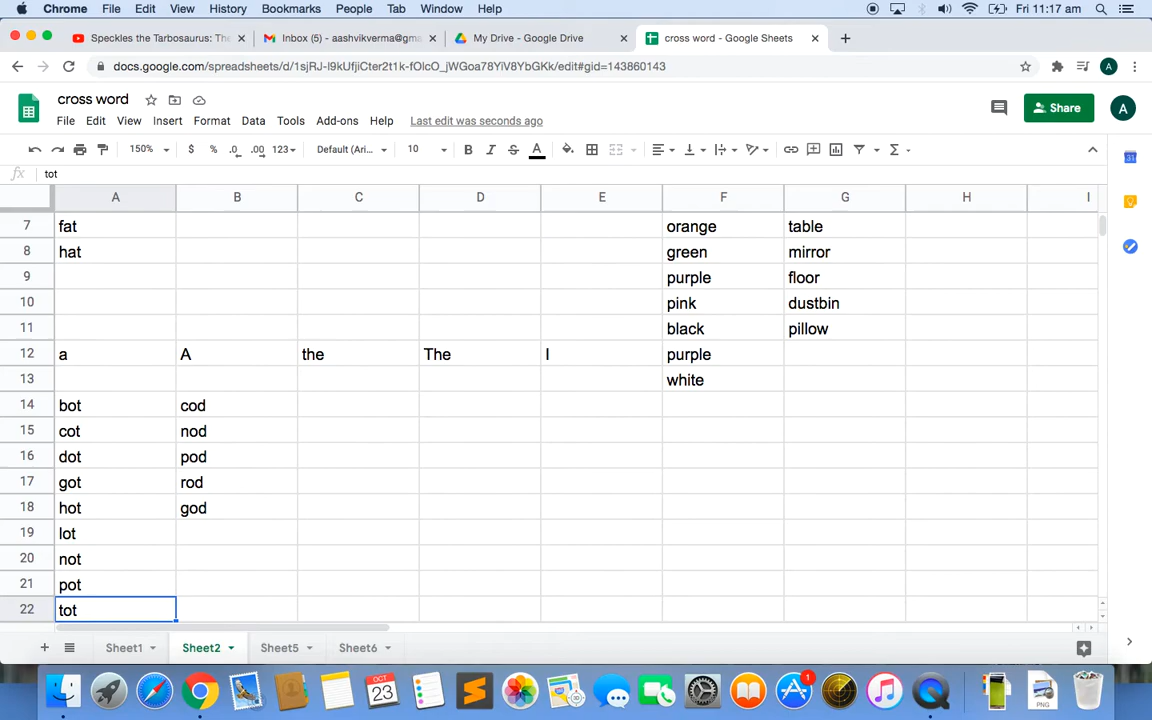 Chrome File Edit View History Bookmarks People Tab Window Help Fri 11:17 am
Speckles the Tarbosaurus: The Inbox (5) - aashvikverma@gma My Drive - Google Drive cross word - Google Sheets
docs.google.com/spreadsheets/d/1sjRJ-l9kUfjiCter2t1k-fOlcO_jWGoa78YiV8YbGKk/edit#gid=143860143 A
cross word Share A
File Edit View Insert Format Data Tools Add-ons Help Last edit was seconds ago
150% $ % .0 .00 123 Default (Ari... 10 B I S A Σ
fx tot
A B C D E F G H I
7 fat orange table
8 hat green mirror
9 purple floor
10 pink dustbin
11 black pillow
12 a A the The I purple
13 white
14 bot cod
15 cot nod
16 dot pod
17 got rod
18 hot god
19 lot
20 not
21 pot
22 tot
Sheet1 Sheet2 Sheet5 Sheet6
OCT 23 1 PNG